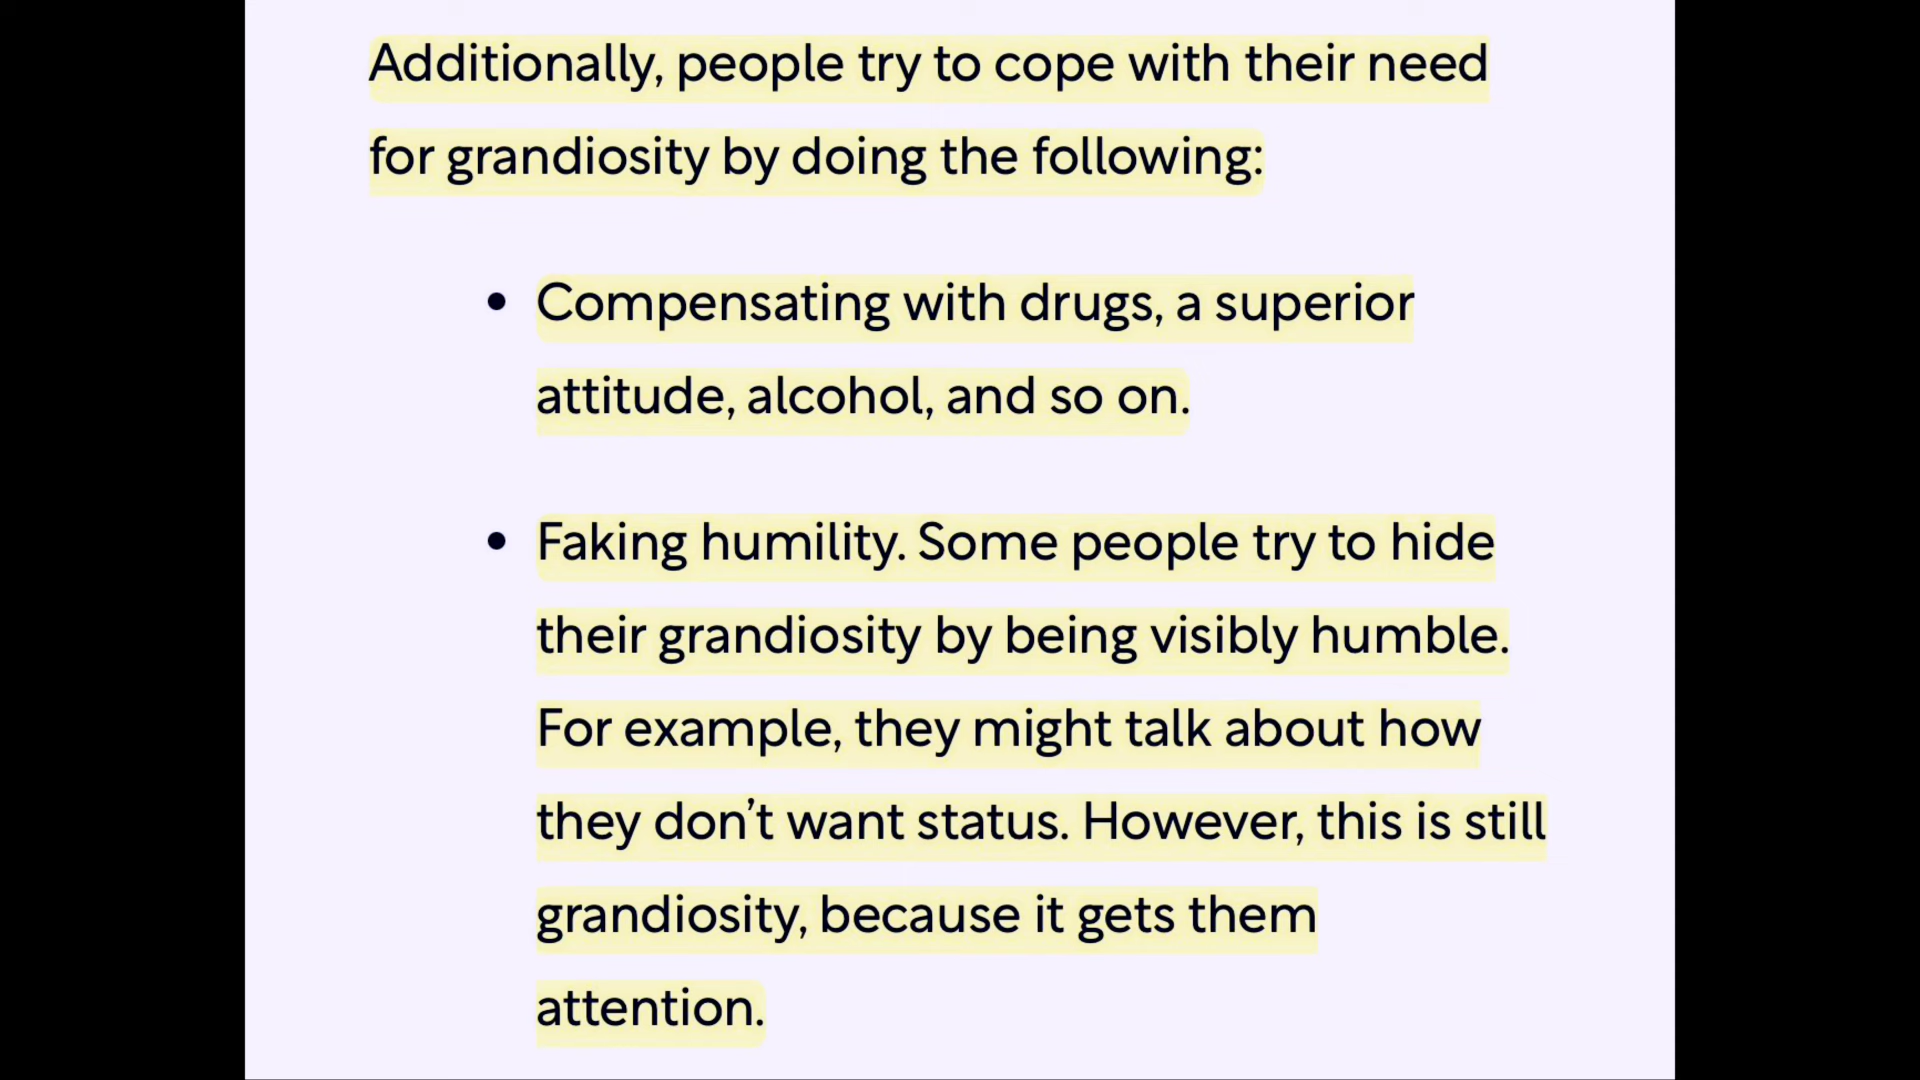 Additionally, people try to cope with their need
for grandiosity by doing the following:
• Compensating with drugs, a superior
attitude, alcohol, and so on.
• Faking humility. Some people try to hide
their grandiosity by being visibly humble.
For example, they might talk about how
they don’t want status. However, this is still
grandiosity, because it gets them
attention.